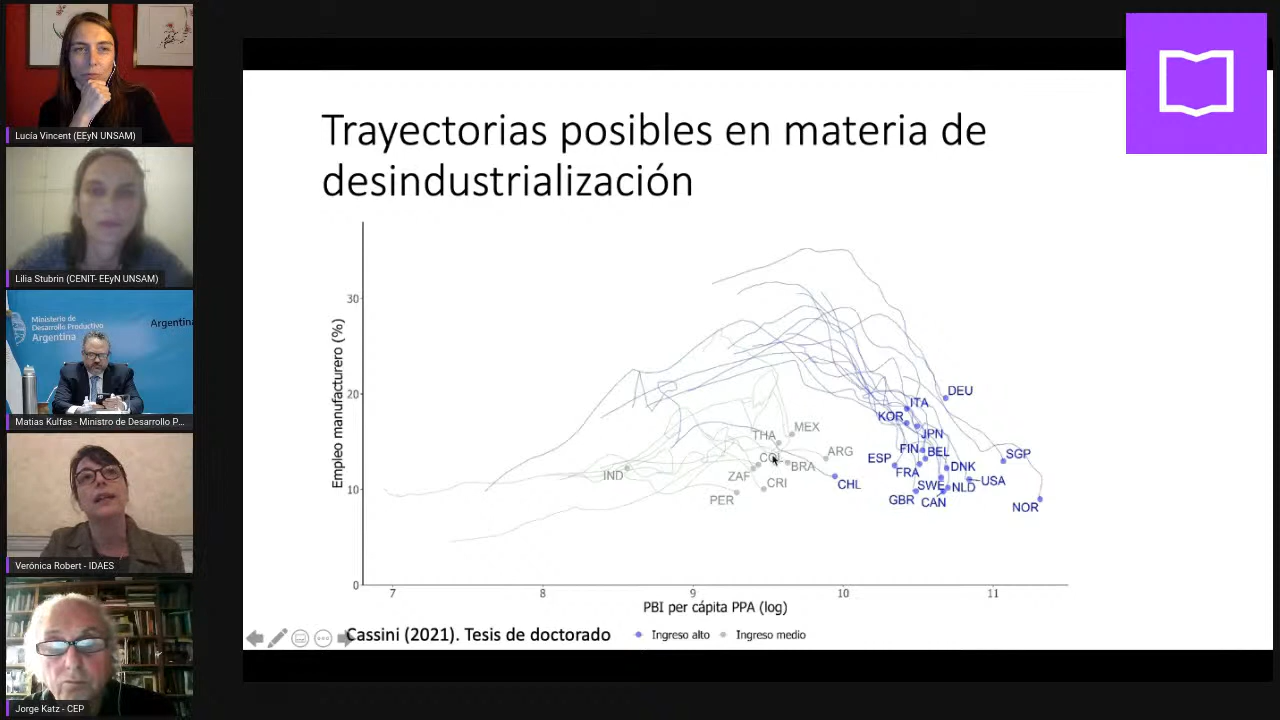 Lucía Vincent (EEyN UNSAM)
Lilia Stubrin (CENIT- EEyN UNSAM)
Ministerio de
Desarrollo Productivo
Argentina
Argentina
Matias Kulfas - Ministro de Desarrollo P...
Verónica Robert - IDAES
Jorge Katz - CEP
Trayectorias posibles en materia de
desindustrialización
Empleo manufacturero (%)
30
20
10
0
7
8
9
10
11
PBI per cápita PPA (log)
IND
THA
MEX
ARG
BRA
ZAF
CRI
PER
CHL
DEU
ITA
KOR
JPN
FIN
BEL
ESP
FRA
DNK
SGP
SWE
NLD
USA
GBR
CAN
NOR
Cassini (2021). Tesis de doctorado
Ingreso alto
Ingreso medio